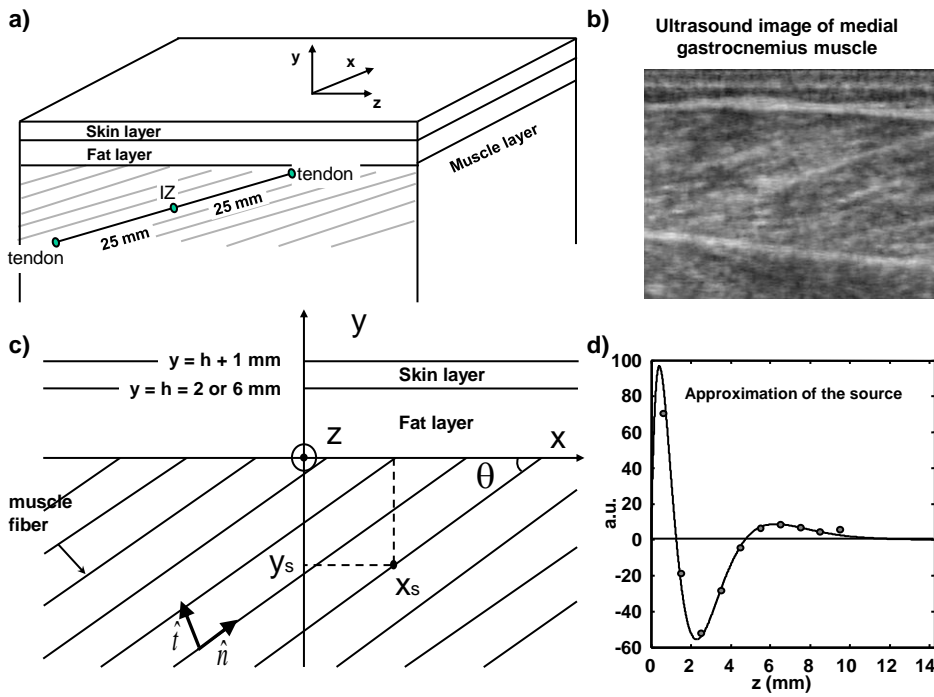 a)
y
x
z
Skin layer
Fat layer
Muscle layer
tendon
IZ
25 mm
25 mm
tendon
b)
Ultrasound image of medial
gastrocnemius muscle
c)
y
y = h + 1 mm
Skin layer
y = h = 2 or 6 mm
Fat layer
z
x
θ
muscle
fiber
yₛ
xₛ
t̂
n̂
d)
Approximation of the source
a.u.
100
80
60
40
20
0
-20
-40
-60
0 2 4 6 8 10 12 14
z (mm)